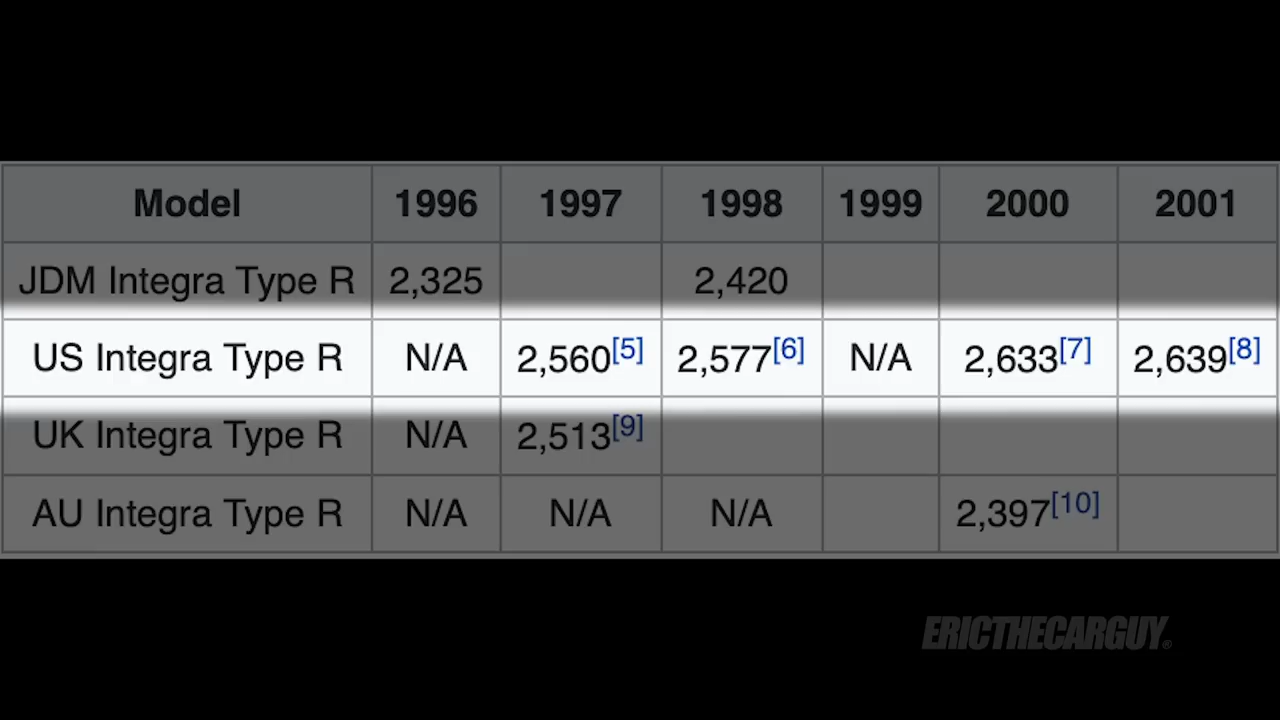 Model 1996 1997 1998 1999 2000 2001
JDM Integra Type R 2,325 2,420
US Integra Type R N/A 2,560[5] 2,577[6] N/A 2,633[7] 2,639[8]
UK Integra Type R N/A 2,513[9]
AU Integra Type R N/A N/A N/A 2,397[10]
ERICTHECARGUY®